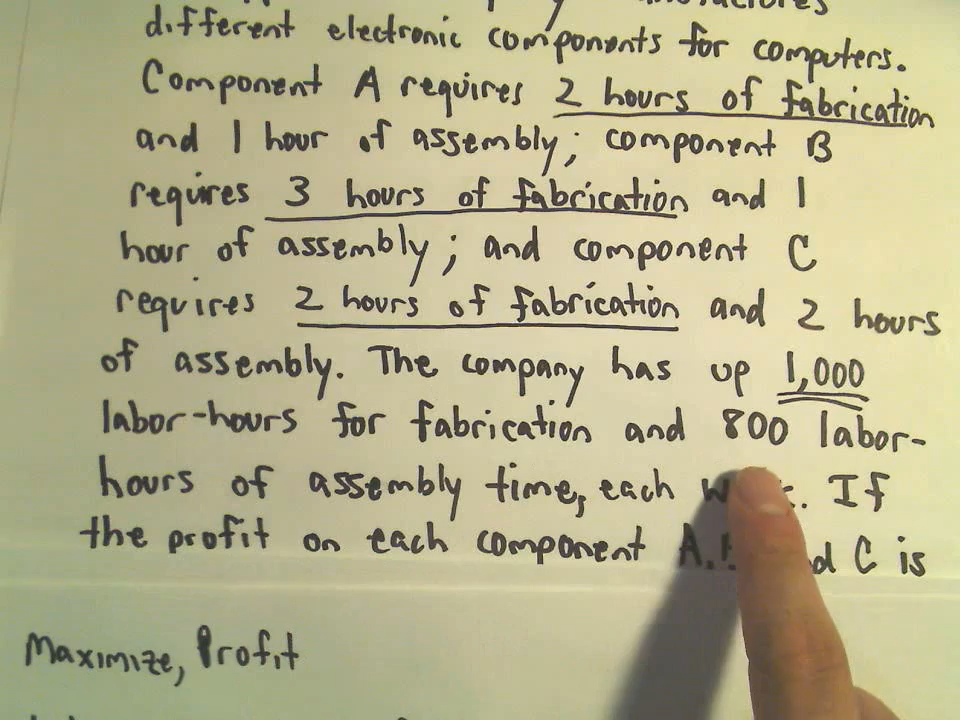 different electronic components for computers.
Component A requires 2 hours of fabrication
and 1 hour of assembly; component B
requires 3 hours of fabrication and 1
hour of assembly; and component C
requires 2 hours of fabrication and 2 hours
of assembly. The company has up 1,000
labor-hours for fabrication and 800 labor-
hours of assembly time, each If
the profit on each component A, C is
Maximize, Profit